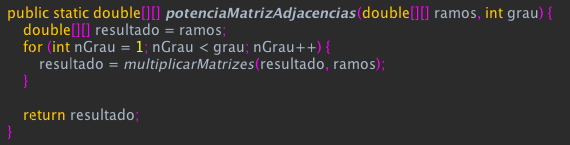 public static double[][] potenciaMatrizAdjacencias(double[][] ramos, int grau) {
double[][] resultado = ramos;
for (int nGrau = 1; nGrau < grau; nGrau++) {
resultado = multiplicarMatrizes(resultado, ramos);
}
return resultado;
}